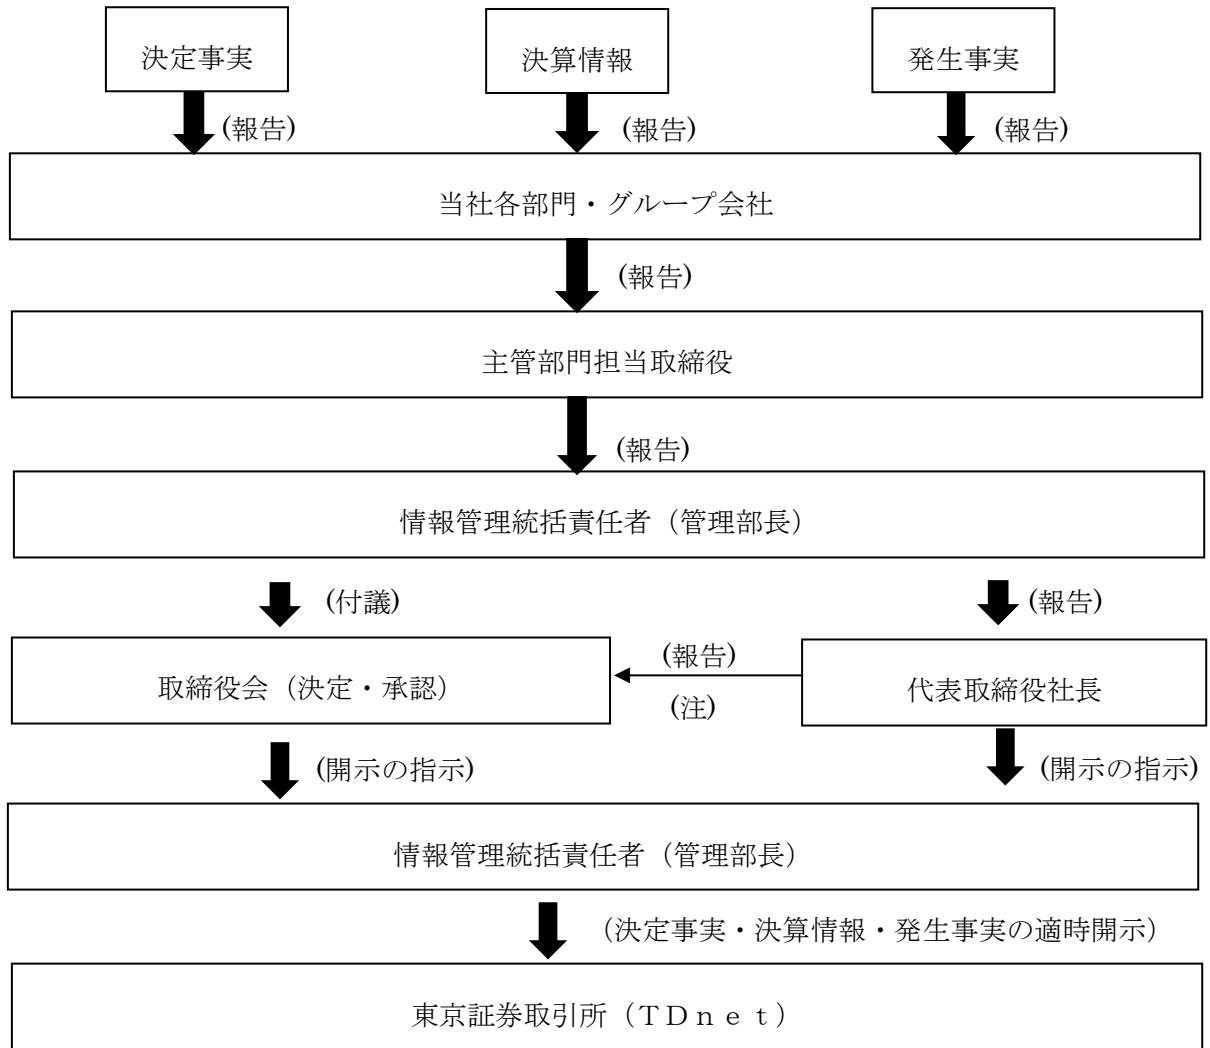 決定事実
決算情報
発生事実
(報告)
(報告)
(報告)
当社各部門・グループ会社
(報告)
主管部門担当取締役
(報告)
情報管理統括責任者（管理部長）
(付議)
(報告)
取締役会（決定・承認）
(報告)
(注)
代表取締役社長
(開示の指示)
(開示の指示)
情報管理統括責任者（管理部長）
（決定事実・決算情報・発生事実の適時開示）
東京証券取引所（ＴＤｎｅｔ）